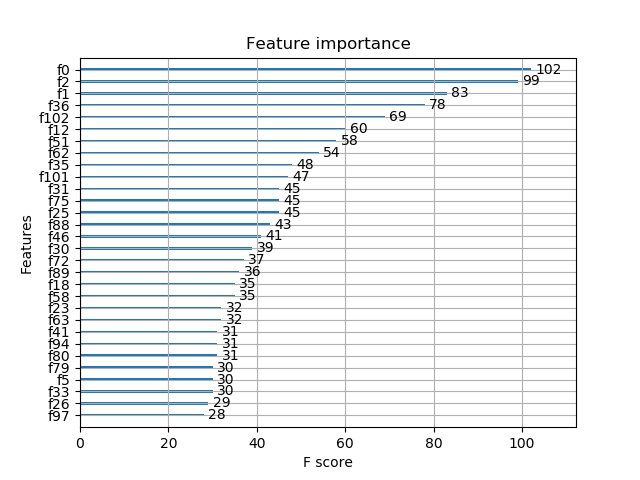 Feature importance
f0 102
f2 99
f1 83
f36 78
f102 69
f12 60
f51 58
f62 54
f35 48
f101 47
f31 45
f75 45
f25 45
f88 43
f46 41
f30 39
f72 37
f89 36
f18 35
f58 35
f23 32
f63 32
f41 31
f94 31
f80 31
f79 30
f5 30
f33 30
f26 29
f97 28
Features
0 20 40 60 80 100
F score